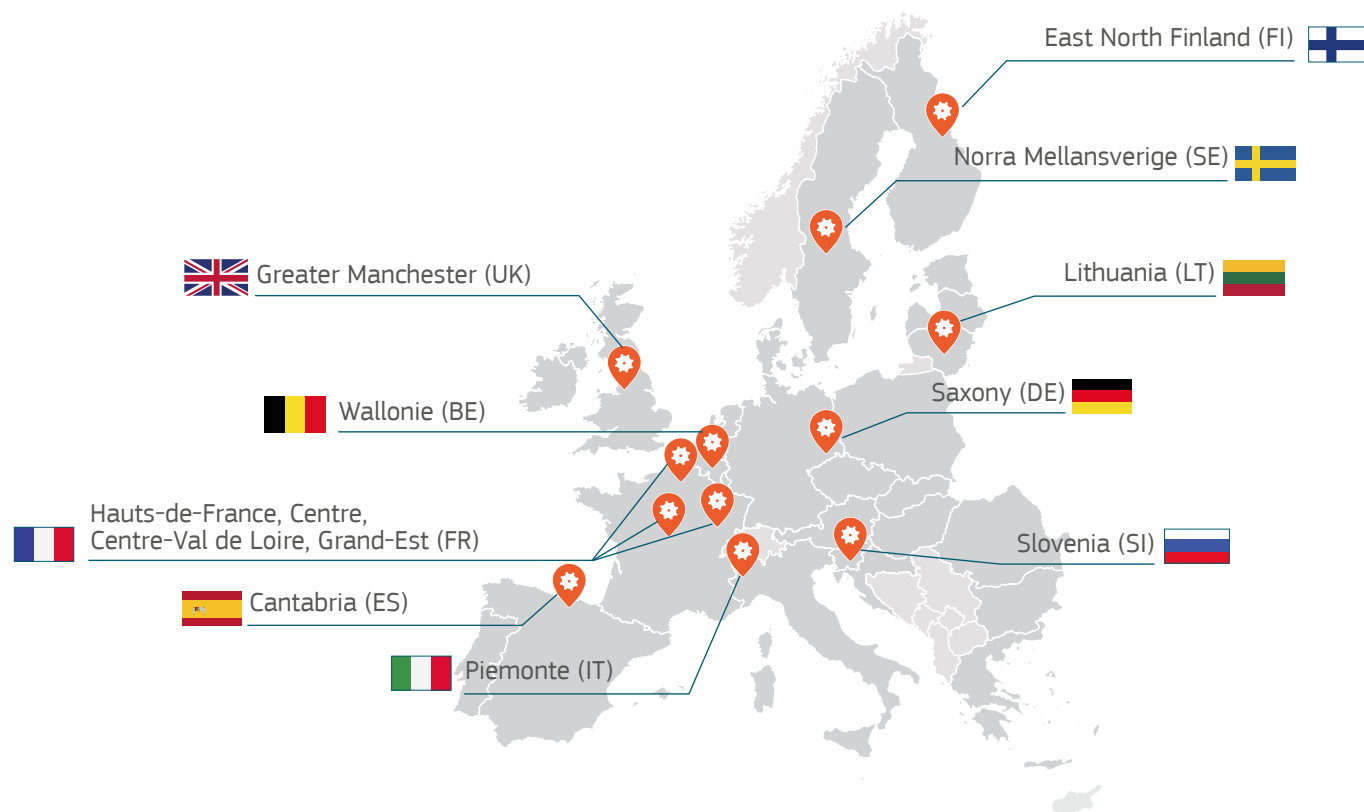 East North Finland (FI)
Norra Mellansverige (SE)
Greater Manchester (UK)
Lithuania (LT)
Wallonie (BE)
Saxony (DE)
Hauts-de-France, Centre,
Centre-Val de Loire, Grand-Est (FR)
Slovenia (SI)
Cantabria (ES)
Piemonte (IT)